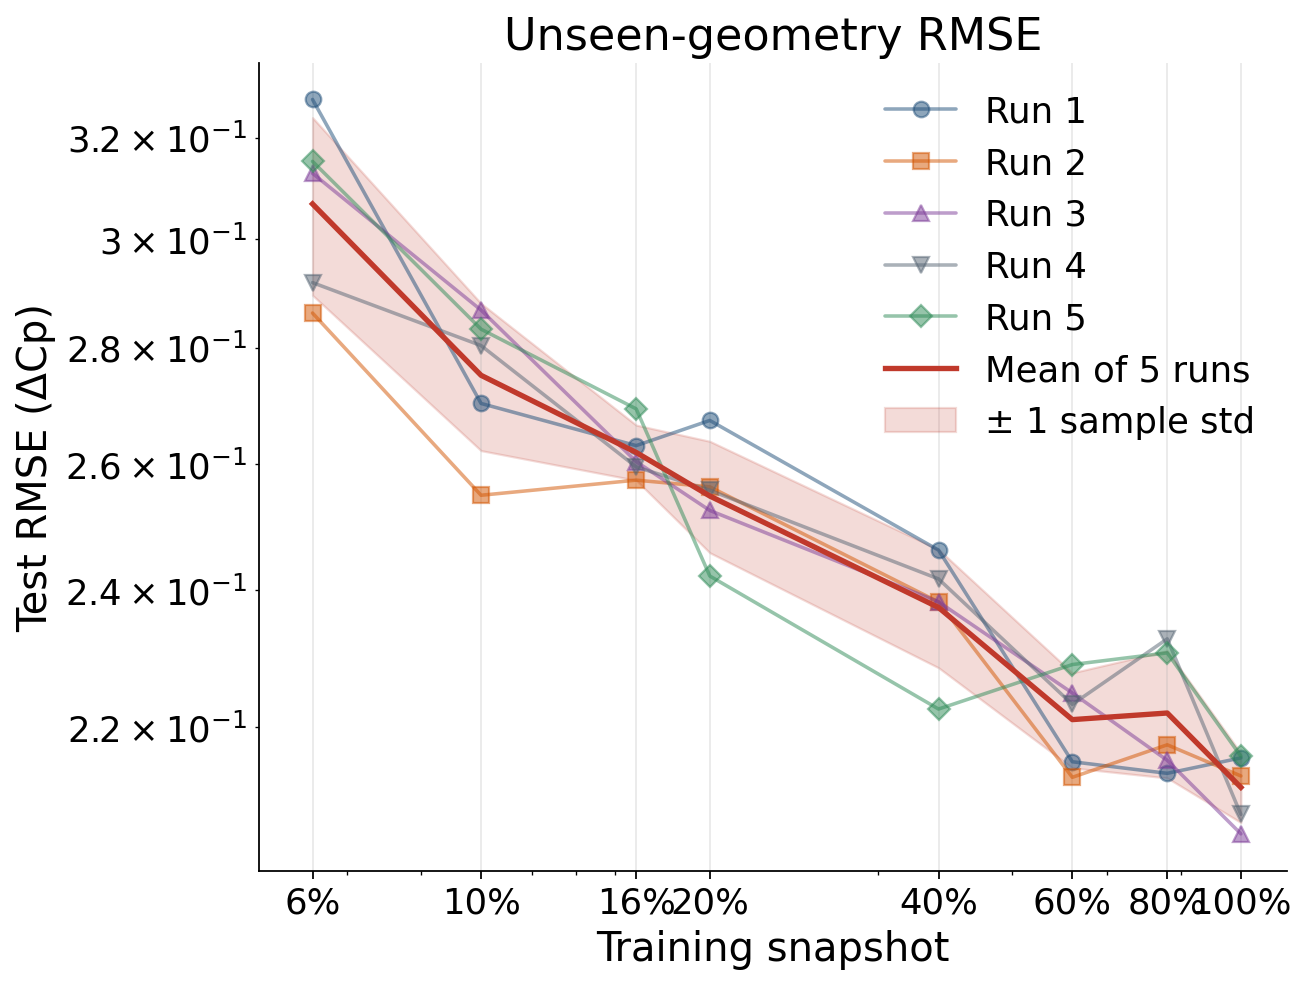 Unseen-geometry RMSE
3.2 × 10⁻¹
3 × 10⁻¹
2.8 × 10⁻¹
2.6 × 10⁻¹
2.4 × 10⁻¹
2.2 × 10⁻¹
Test RMSE (ΔCp)
Run 1
Run 2
Run 3
Run 4
Run 5
Mean of 5 runs
± 1 sample std
6% 10% 16% 20% 40% 60% 80% 100%
Training snapshot